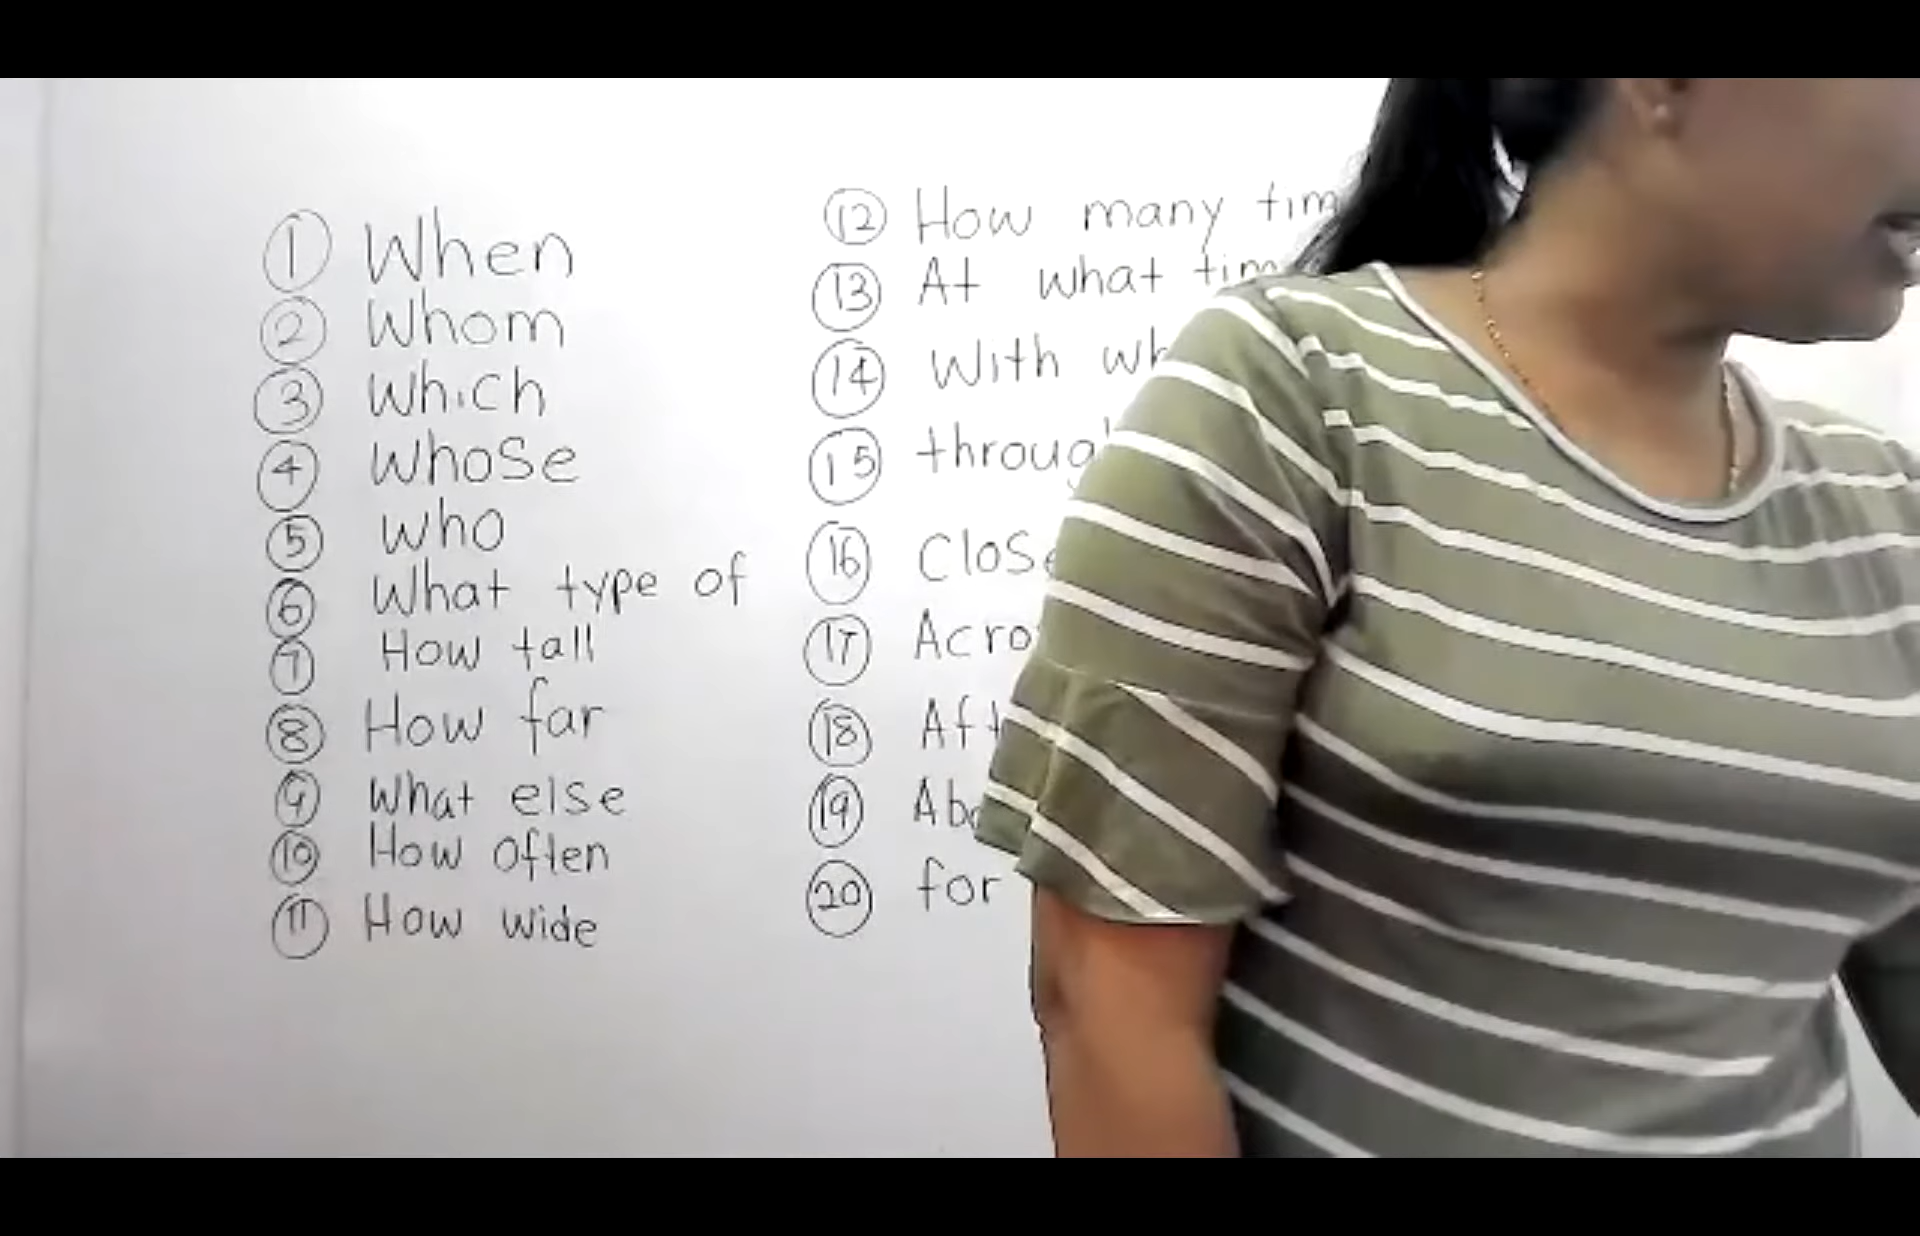 ① When
② Whom
③ Which
④ Whose
⑤ Who
⑥ What type of
⑦ How tall
⑧ How far
⑨ What else
⑩ How often
⑪ How wide
⑫ How many
⑬ At what
⑭ With
⑮
⑯
⑰
⑱
⑲
⑳ for